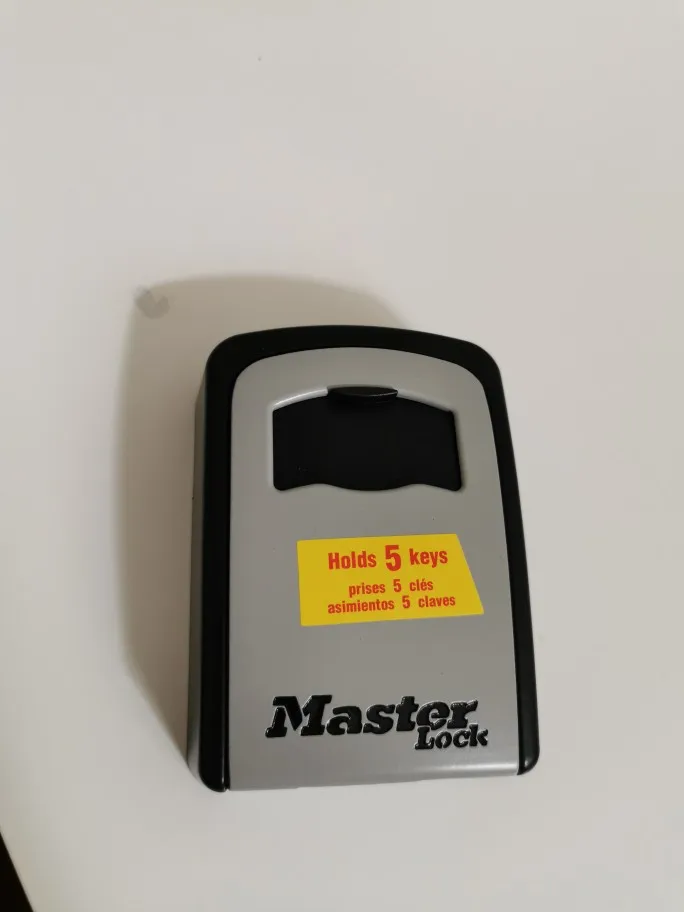 Holds 5 keys
prises 5 clés
asimientos 5 claves
Master
Lock